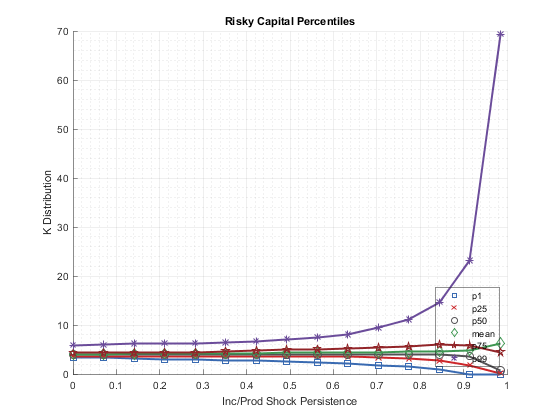 Risky Capital Percentiles
70
60
50
40
30
20
10
0
K Distribution
p1
p25
p50
mean
p75
p99
0 0.1 0.2 0.3 0.4 0.5 0.6 0.7 0.8 0.9 1
Inc/Prod Shock Persistence